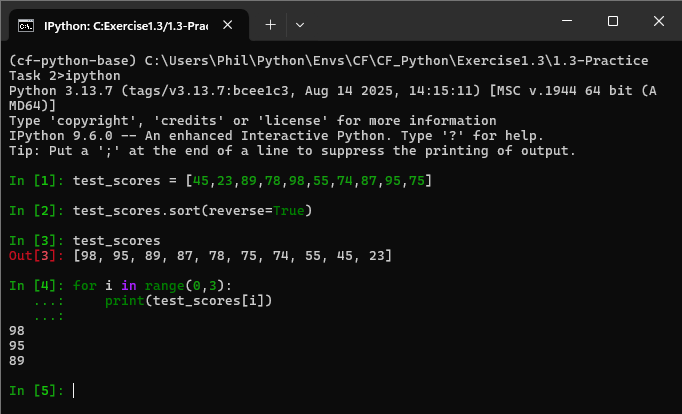 IPython: C:Exercise1.3/1.3-Prac
(cf-python-base) C:\Users\Phil\Python\Envs\CF\CF_Python\Exercise1.3\1.3-Practice
Task 2>ipython
Python 3.13.7 (tags/v3.13.7:bcee1c3, Aug 14 2025, 14:15:11) [MSC v.1944 64 bit (A
MD64)]
Type 'copyright', 'credits' or 'license' for more information
IPython 9.6.0 -- An enhanced Interactive Python. Type '?' for help.
Tip: Put a ';' at the end of a line to suppress the printing of output.
In [1]: test_scores = [45,23,89,78,98,55,74,87,95,75]
In [2]: test_scores.sort(reverse=True)
In [3]: test_scores
Out[3]: [98, 95, 89, 87, 78, 75, 74, 55, 45, 23]
In [4]: for i in range(0,3):
...:     print(test_scores[i])
...:
98
95
89
In [5]: